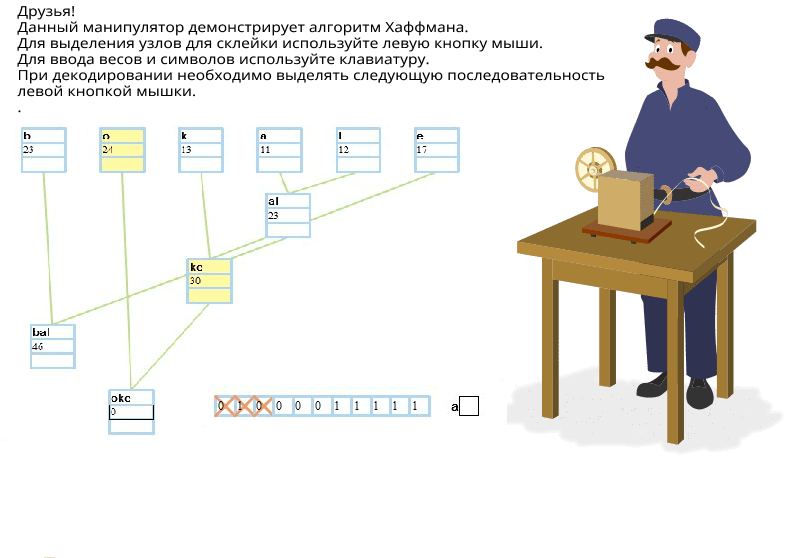 Друзья!
Данный манипулятор демонстрирует алгоритм Хаффмана.
Для выделения узлов для склейки используйте левую кнопку мыши.
Для ввода весов и символов используйте клавиатуру.
При декодировании необходимо выделять следующую последовательность
левой кнопкой мышки.
.
b o k a l e
23 24 13 11 12 17
al
23
ke
30
bal
46
oke
0
0 1 0 0 0 0 1 1 1 1 1 a